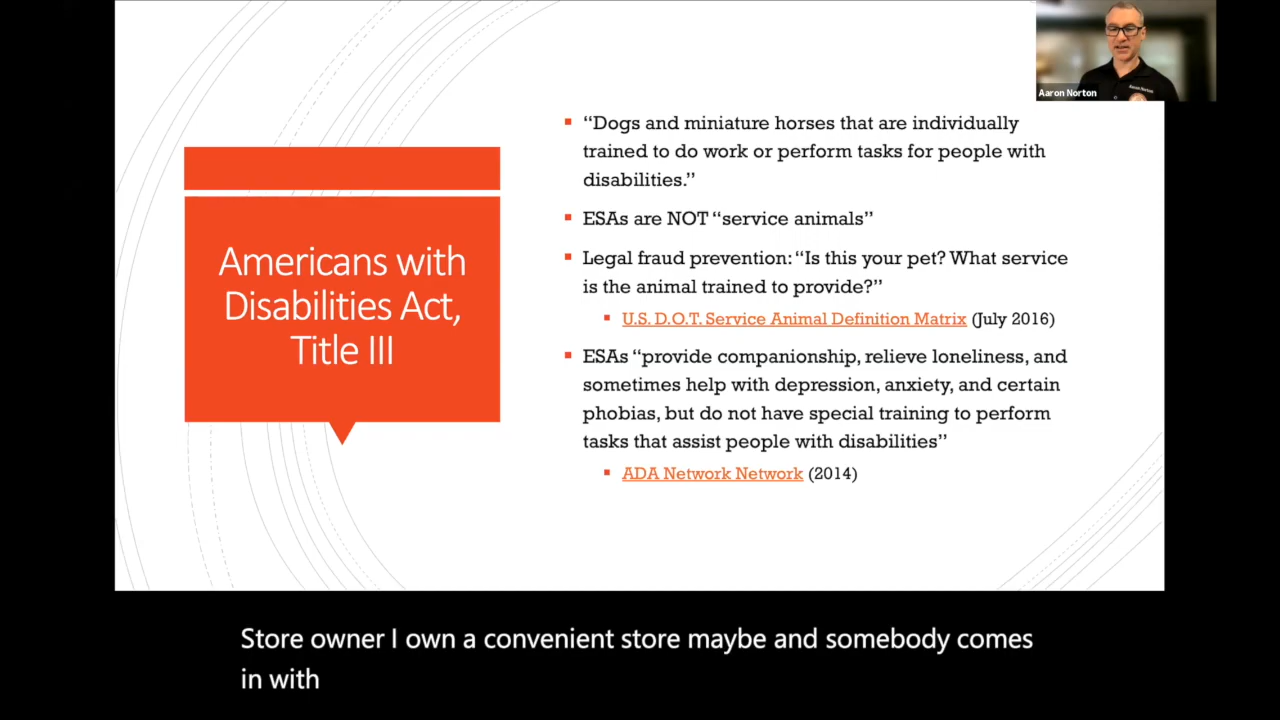 Aaron Norton
Americans with
Disabilities Act,
Title III
“Dogs and miniature horses that are individually
trained to do work or perform tasks for people with
disabilities.”
ESAs are NOT “service animals”
Legal fraud prevention: “Is this your pet? What service
is the animal trained to provide?”
U.S. D.O.T. Service Animal Definition Matrix (July 2016)
ESAs “provide companionship, relieve loneliness, and
sometimes help with depression, anxiety, and certain
phobias, but do not have special training to perform
tasks that assist people with disabilities”
ADA Network Network (2014)
Store owner I own a convenient store maybe and somebody comes
in with